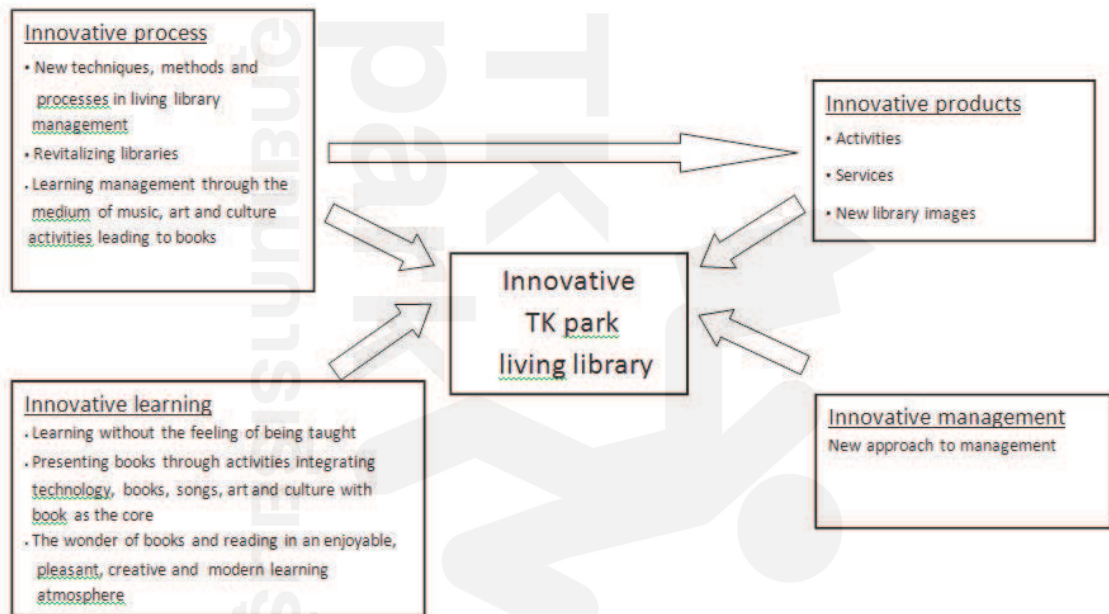 Innovative process
• New techniques, methods and
processes in living library
management
• Revitalizing libraries
• Learning management through the
medium of music, art and culture
activities leading to books
Innovative products
• Activities
• Services
• New library images
Innovative
TK park
living library
Innovative learning
• Learning without the feeling of being taught
• Presenting books through activities integrating
technology, books, songs, art and culture with
book as the core
• The wonder of books and reading in an enjoyable,
pleasant, creative and modern learning
atmosphere
Innovative management
New approach to management
TK
park